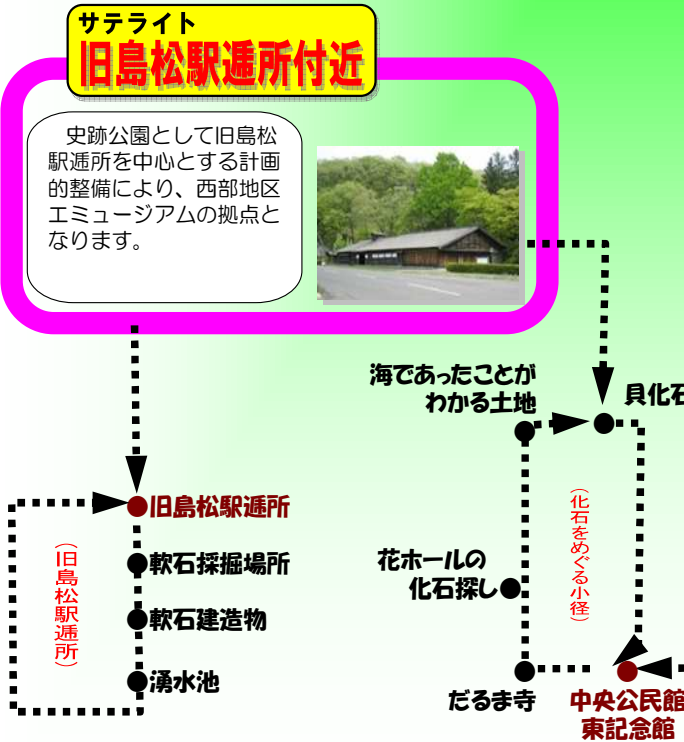 サテライト
旧島松駅逓所付近
史跡公園として旧島松
駅逓所を中心とする計画
的整備により、西部地区
エミュージアムの拠点と
なります。
海であったことが
わかる土地
貝化石
旧島松駅逓所
(旧島松駅逓所)
軟石採掘場所
軟石建造物
湧水池
(化石をめぐる小径)
花ホールの
化石探し
だるま寺
中央公民館
東記念館